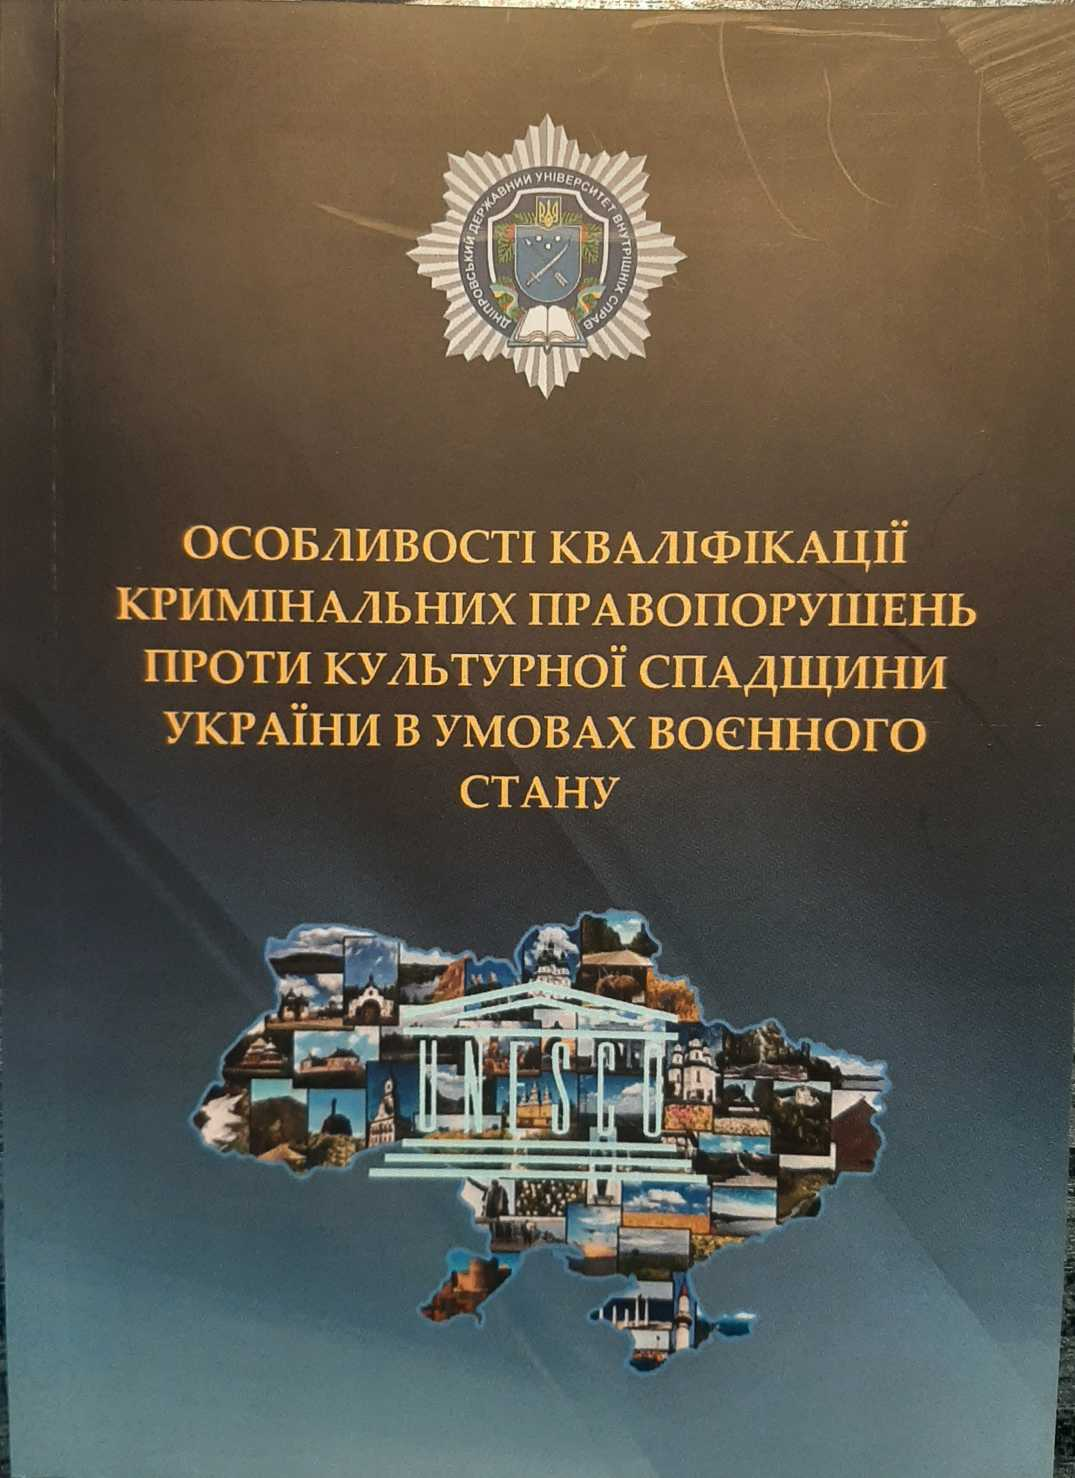 ДНІПРОВСЬКИЙ ДЕРЖАВНИЙ УНІВЕРСИТЕТ ВНУТРІШНІХ СПРАВ
ОСОБЛИВОСТІ КВАЛІФІКАЦІЇ
КРИМІНАЛЬНИХ ПРАВОПОРУШЕНЬ
ПРОТИ КУЛЬТУРНОЇ СПАДЩИНИ
УКРАЇНИ В УМОВАХ ВОЄННОГО
СТАНУ
UNESCO